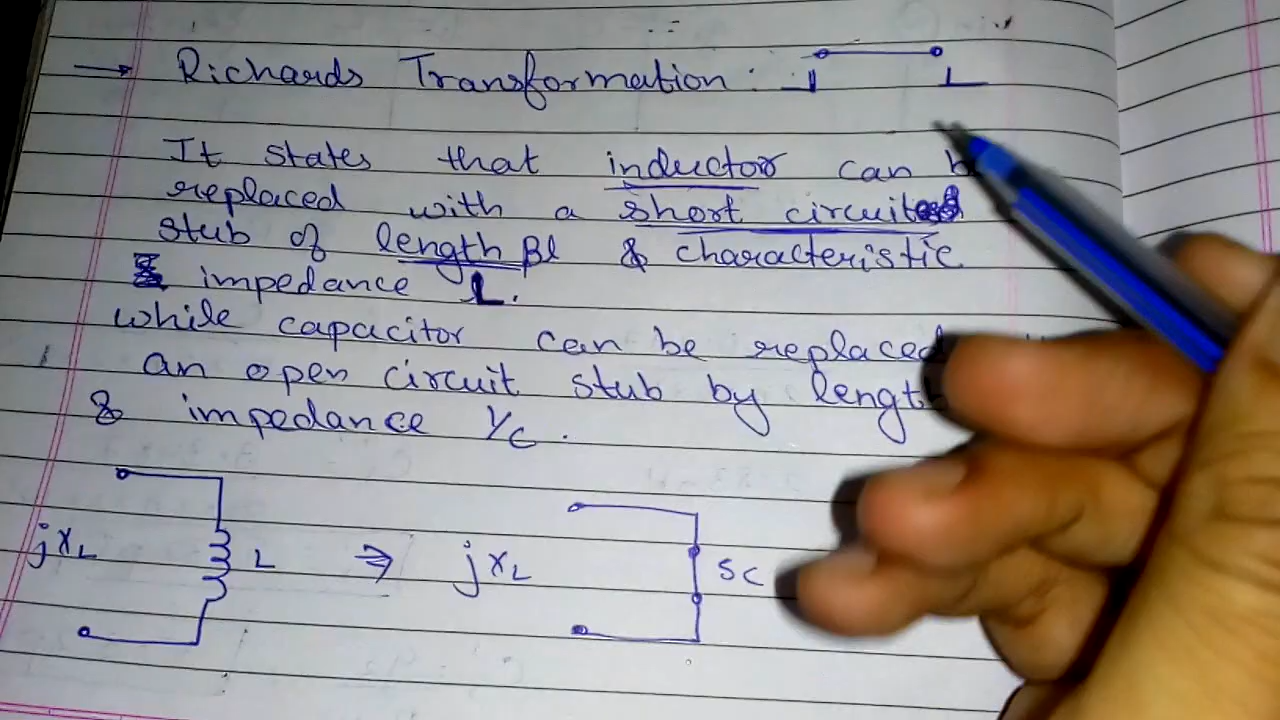 → Richards Transformation :
It states that inductor can b
replaced with a short circuited
stub of length βl & characteristic
impedance L.
while capacitor can be replaced
an open circuit stub by length
& impedance 1/C.
jXL L ⇒ jXL SC